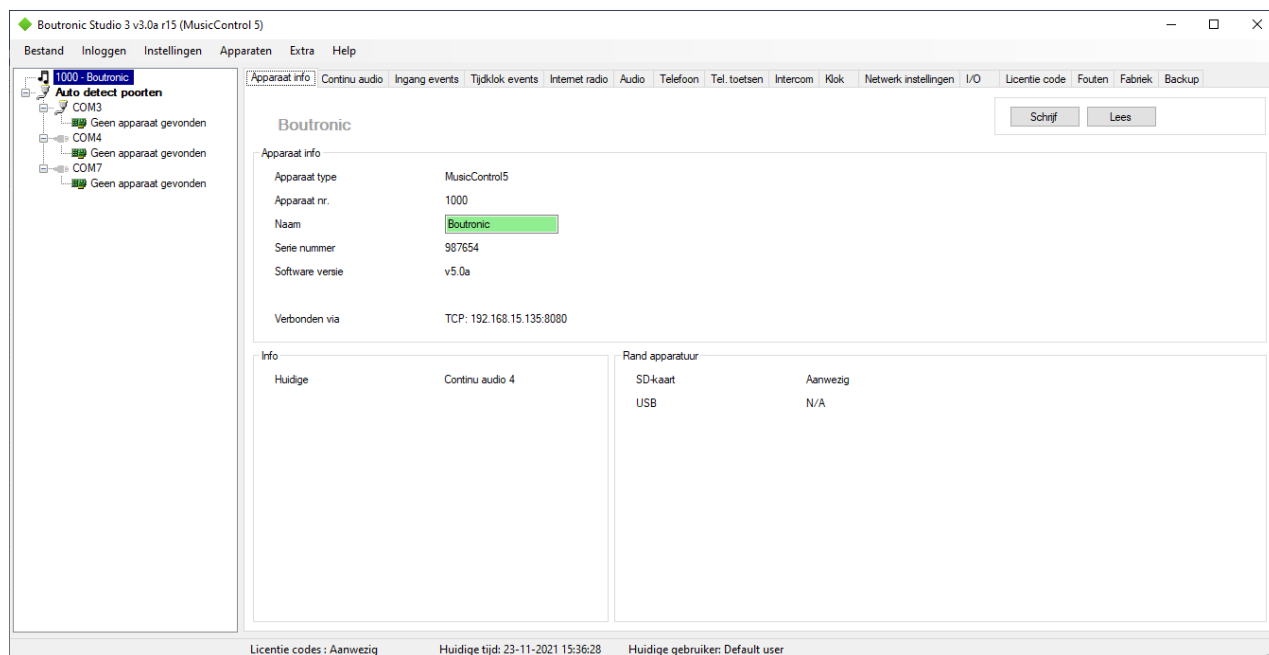 Boutronic Studio 3 v3.0a r15 (MusicControl 5)
Bestand Inloggen Instellingen Apparaten Extra Help
1000 - Boutronic
Auto detect poorten
COM3
Geen apparaat gevonden
COM4
Geen apparaat gevonden
COM7
Geen apparaat gevonden
Apparaat info Continu audio Ingang events Tijdklok events Internet radio Audio Telefoon Tel. toetsen Intercom Klok Netwerk instellingen I/O Licentie code Fouten Fabriek Backup
Boutronic
Schrijf Lees
Apparaat info
Apparaat type MusicControl5
Apparaat nr. 1000
Naam Boutronic
Serie nummer 987654
Software versie v5.0a
Verbonden via TCP: 192.168.15.135:8080
Info
Huidige Continu audio 4
Rand apparatuur
SD-kaart Aanwezig
USB N/A
Licentie codes : Aanwezig Huidige tijd: 23-11-2021 15:36:28 Huidige gebruiker: Default user